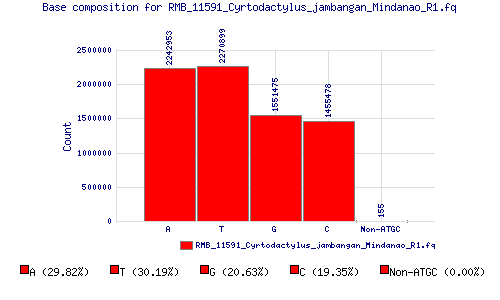 Base composition for RMB_11591_Cyrtodactylus_jambangan_Mindanao_R1.fq
2242953
2270899
1551475
1455478
155
2500000
2000000
1500000
1000000
500000
0
Count
A T G C Non-ATGC
RMB_11591_Cyrtodactylus_jambangan_Mindanao_R1.fq
A (29.82%) T (30.19%) G (20.63%) C (19.35%) Non-ATGC (0.00%)